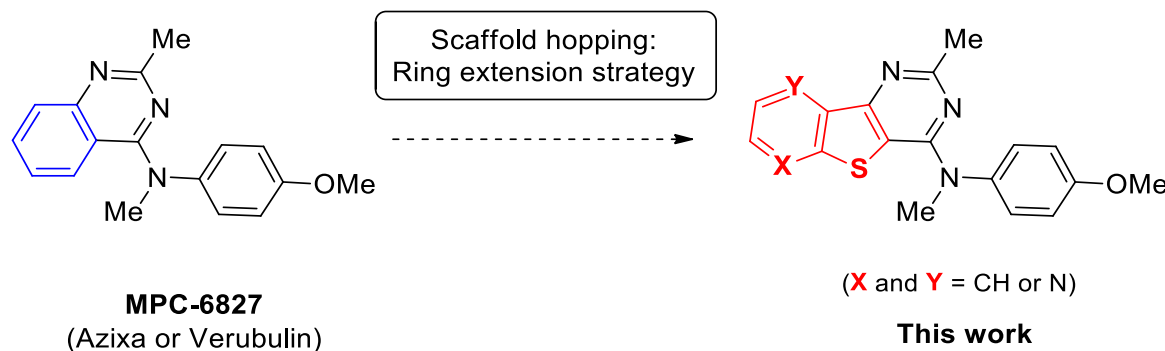 Me
N
N
N
Me
OMe
MPC-6827
(Azixa or Verubulin)
Scaffold hopping:
Ring extension strategy
Me
Y
N
N
X
S
N
Me
OMe
(X and Y = CH or N)
This work